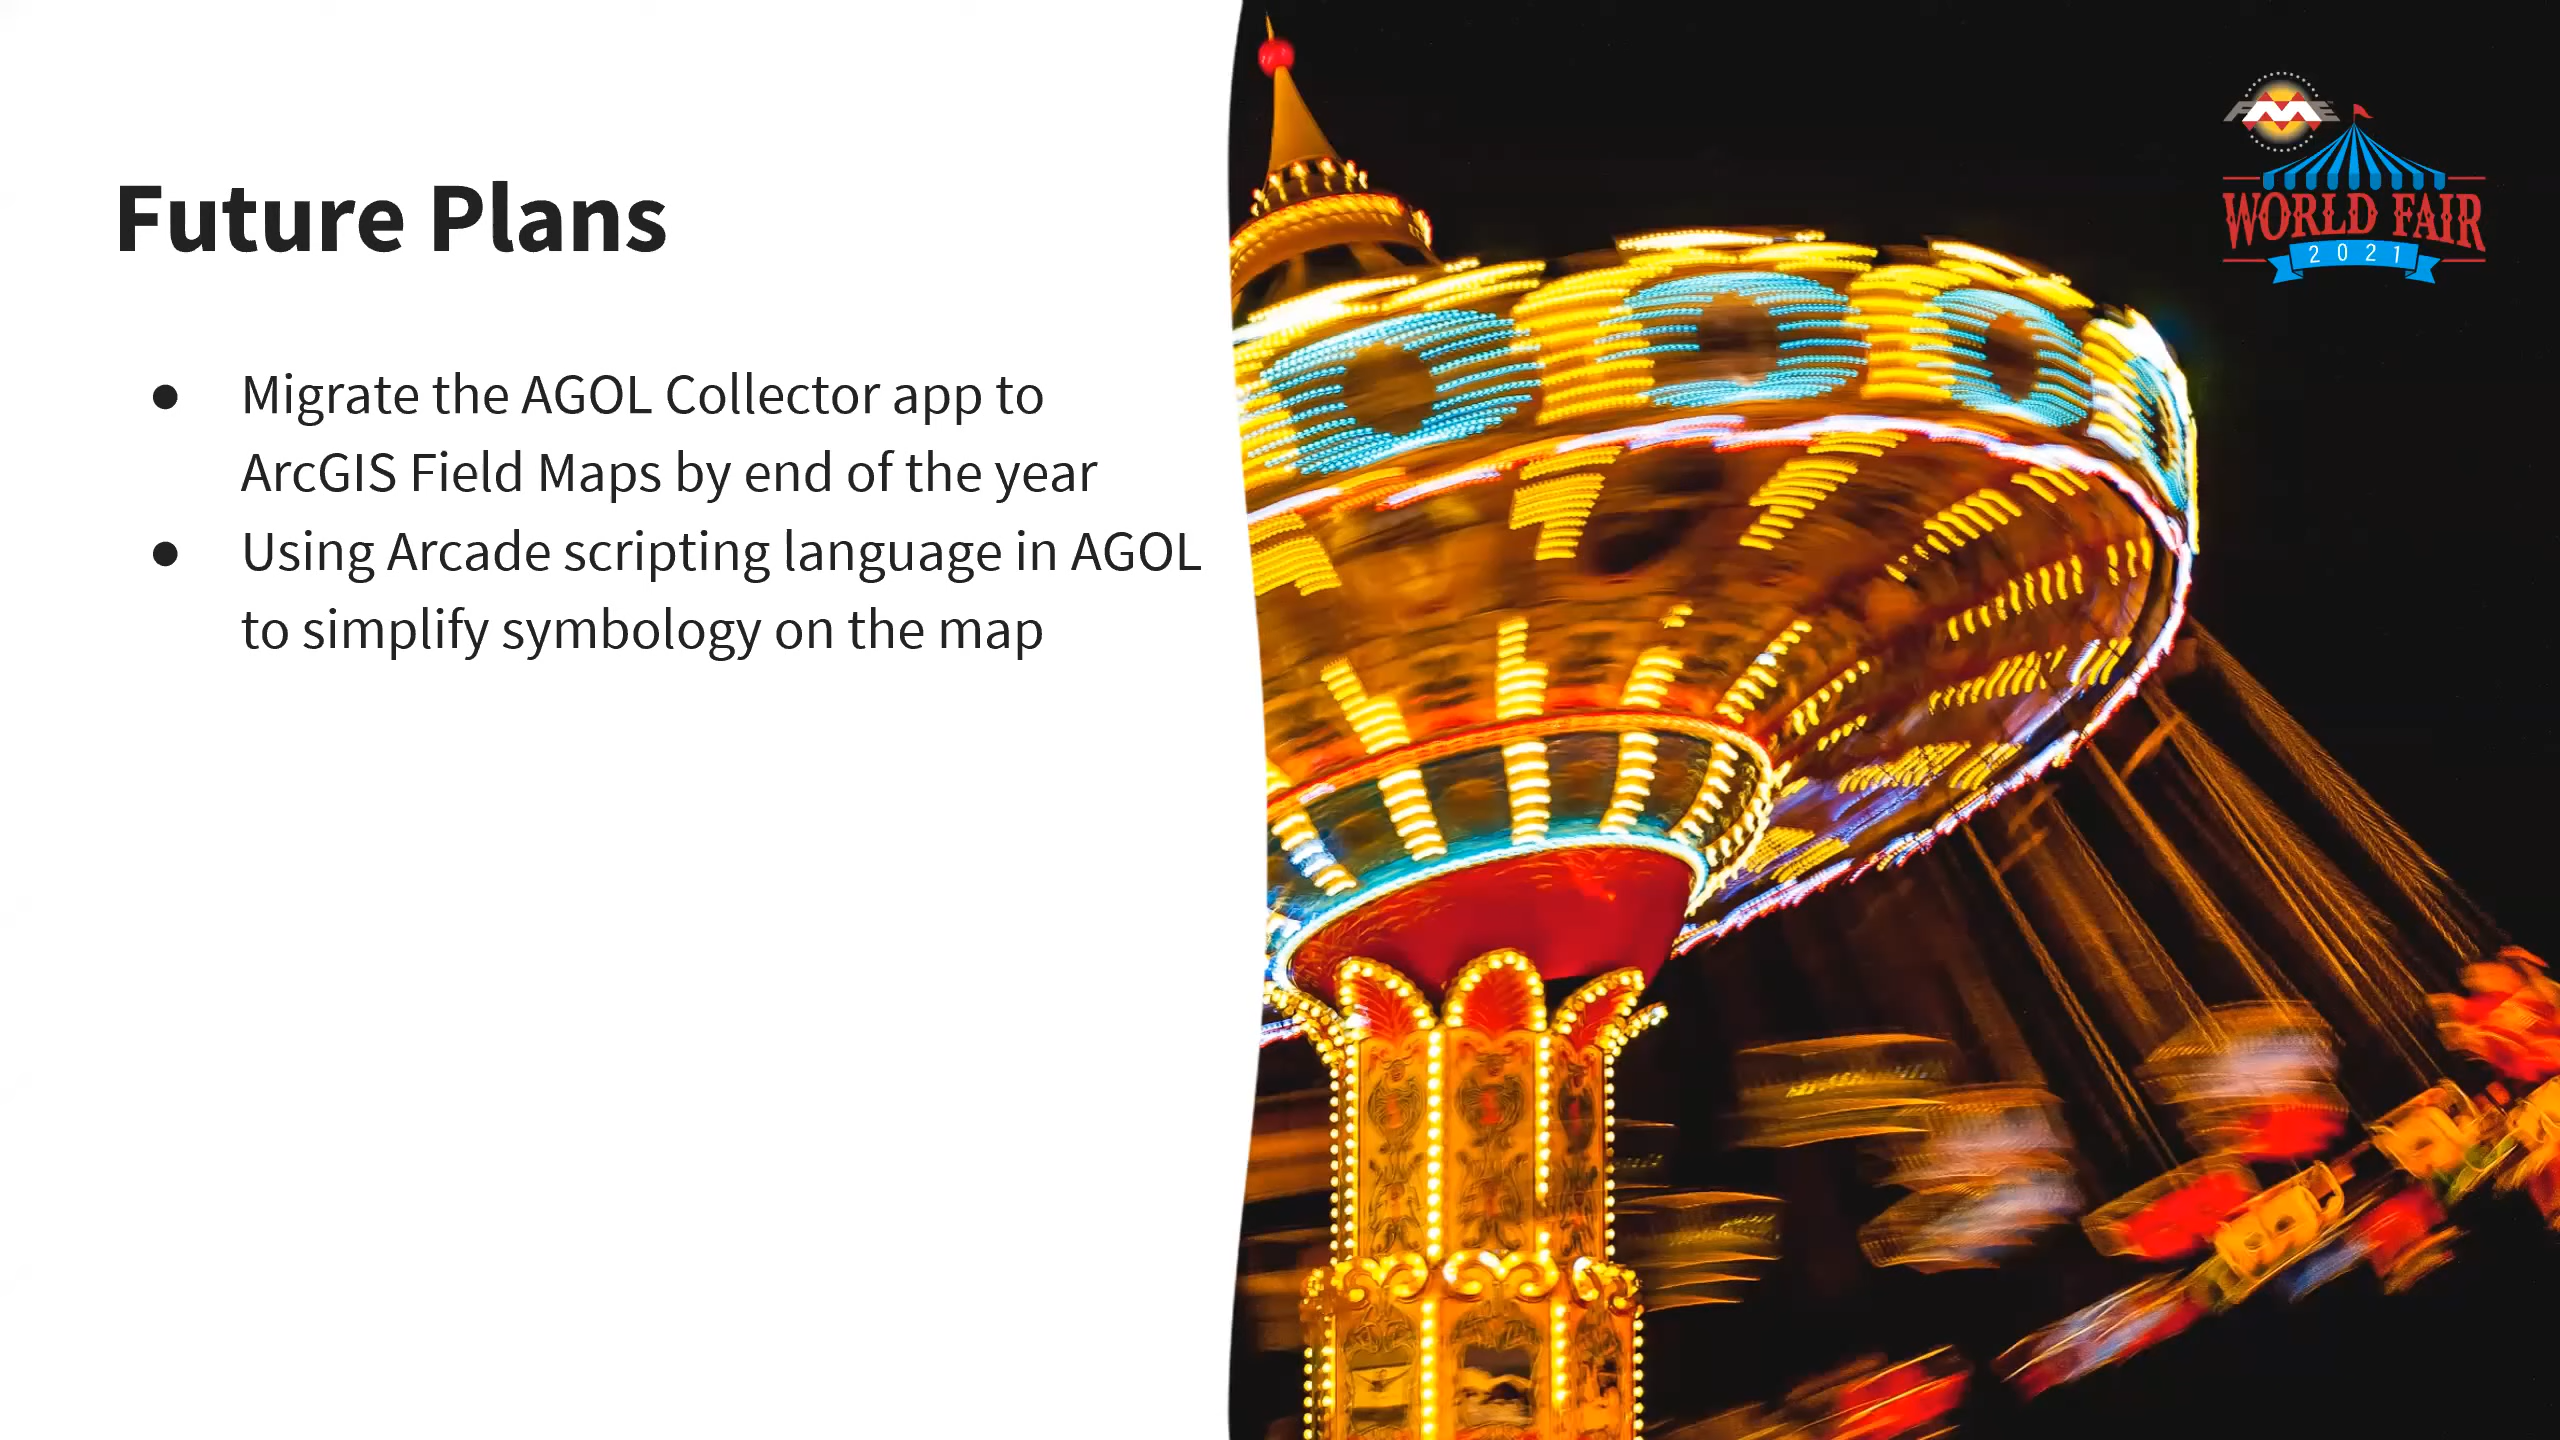 Future Plans
● Migrate the AGOL Collector app to
ArcGIS Field Maps by end of the year
● Using Arcade scripting language in AGOL
to simplify symbology on the map
FME
WORLD FAIR
2021